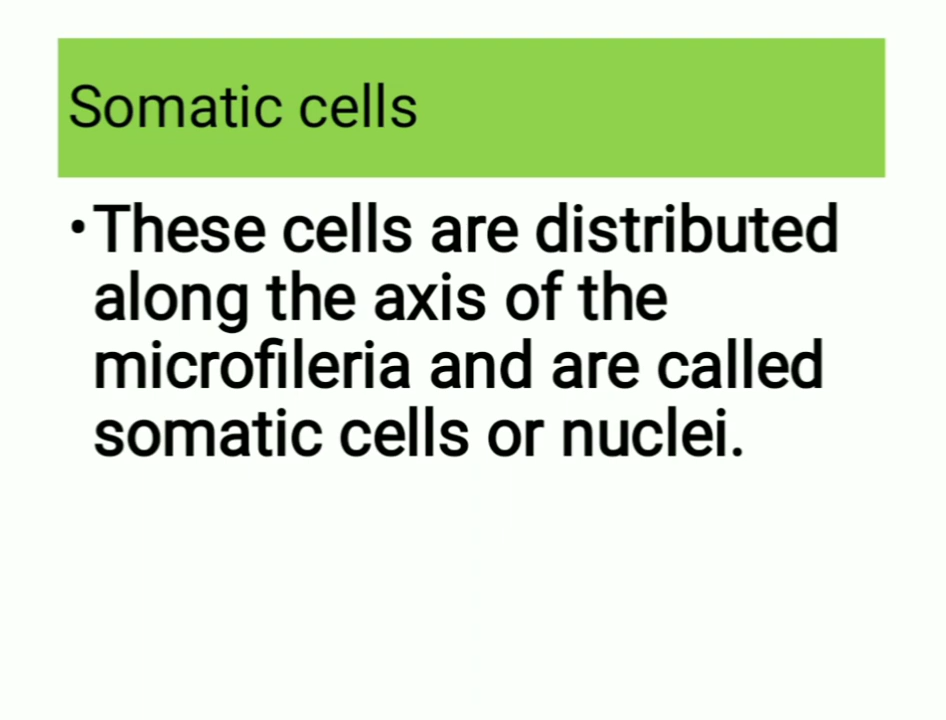 Somatic cells
•These cells are distributed
along the axis of the
microfileria and are called
somatic cells or nuclei.